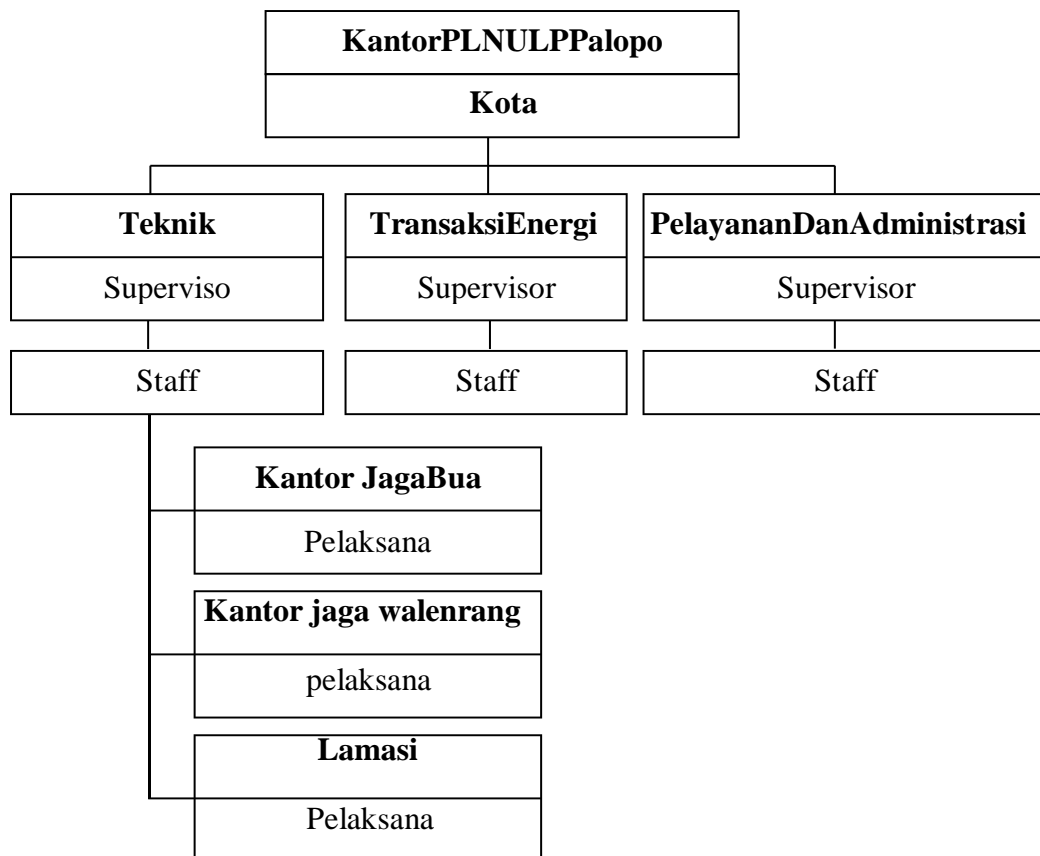 KantorPLNULPPalopo
Kota
Teknik
Superviso
Staff
TransaksiEnergi
Supervisor
Staff
PelayananDanAdministrasi
Supervisor
Staff
Kantor JagaBua
Pelaksana
Kantor jaga walenrang
pelaksana
Lamasi
Pelaksana